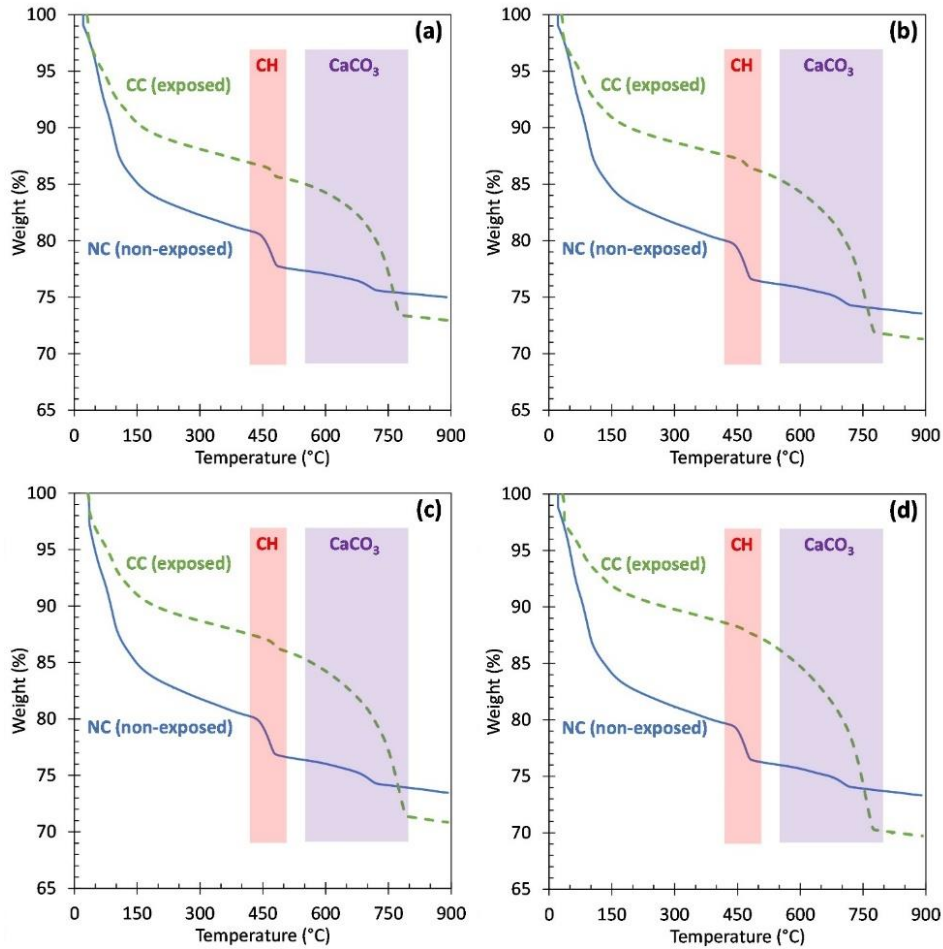 (a)
100
95
90
85
80
75
70
65
Weight (%)
CH
CaCO₃
CC (exposed)
NC (non-exposed)
0 150 300 450 600 750 900
Temperature (°C)
(b)
100
95
90
85
80
75
70
65
Weight (%)
CH
CaCO₃
CC (exposed)
NC (non-exposed)
0 150 300 450 600 750 900
Temperature (°C)
(c)
100
95
90
85
80
75
70
65
Weight (%)
CH
CaCO₃
CC (exposed)
NC (non-exposed)
0 150 300 450 600 750 900
Temperature (°C)
(d)
100
95
90
85
80
75
70
65
Weight (%)
CH
CaCO₃
CC (exposed)
NC (non-exposed)
0 150 300 450 600 750 900
Temperature (°C)